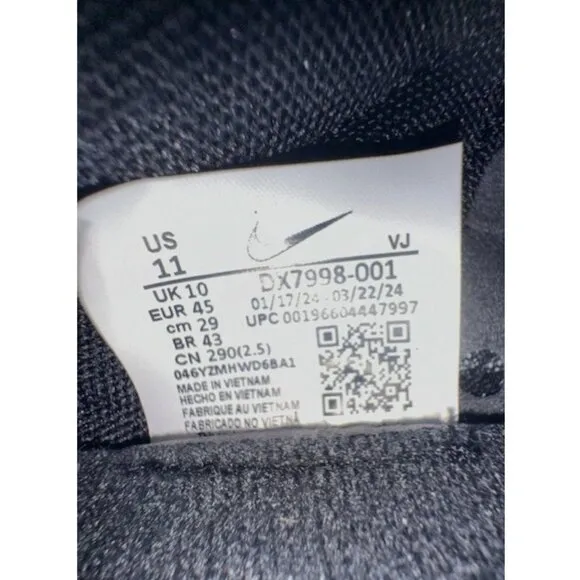 US
11
VJ
UK 10
DX7998-001
EUR 45
01/17/24 - 03/22/24
cm 29
UPC 00196604447997
BR 43
CN 290(2.5)
046YZMHWD6BA1
MADE IN VIETNAM
HECHO EN VIETNAM
FABRIQUE AU VIETNAM
FABRICADO NO VIETNÃ